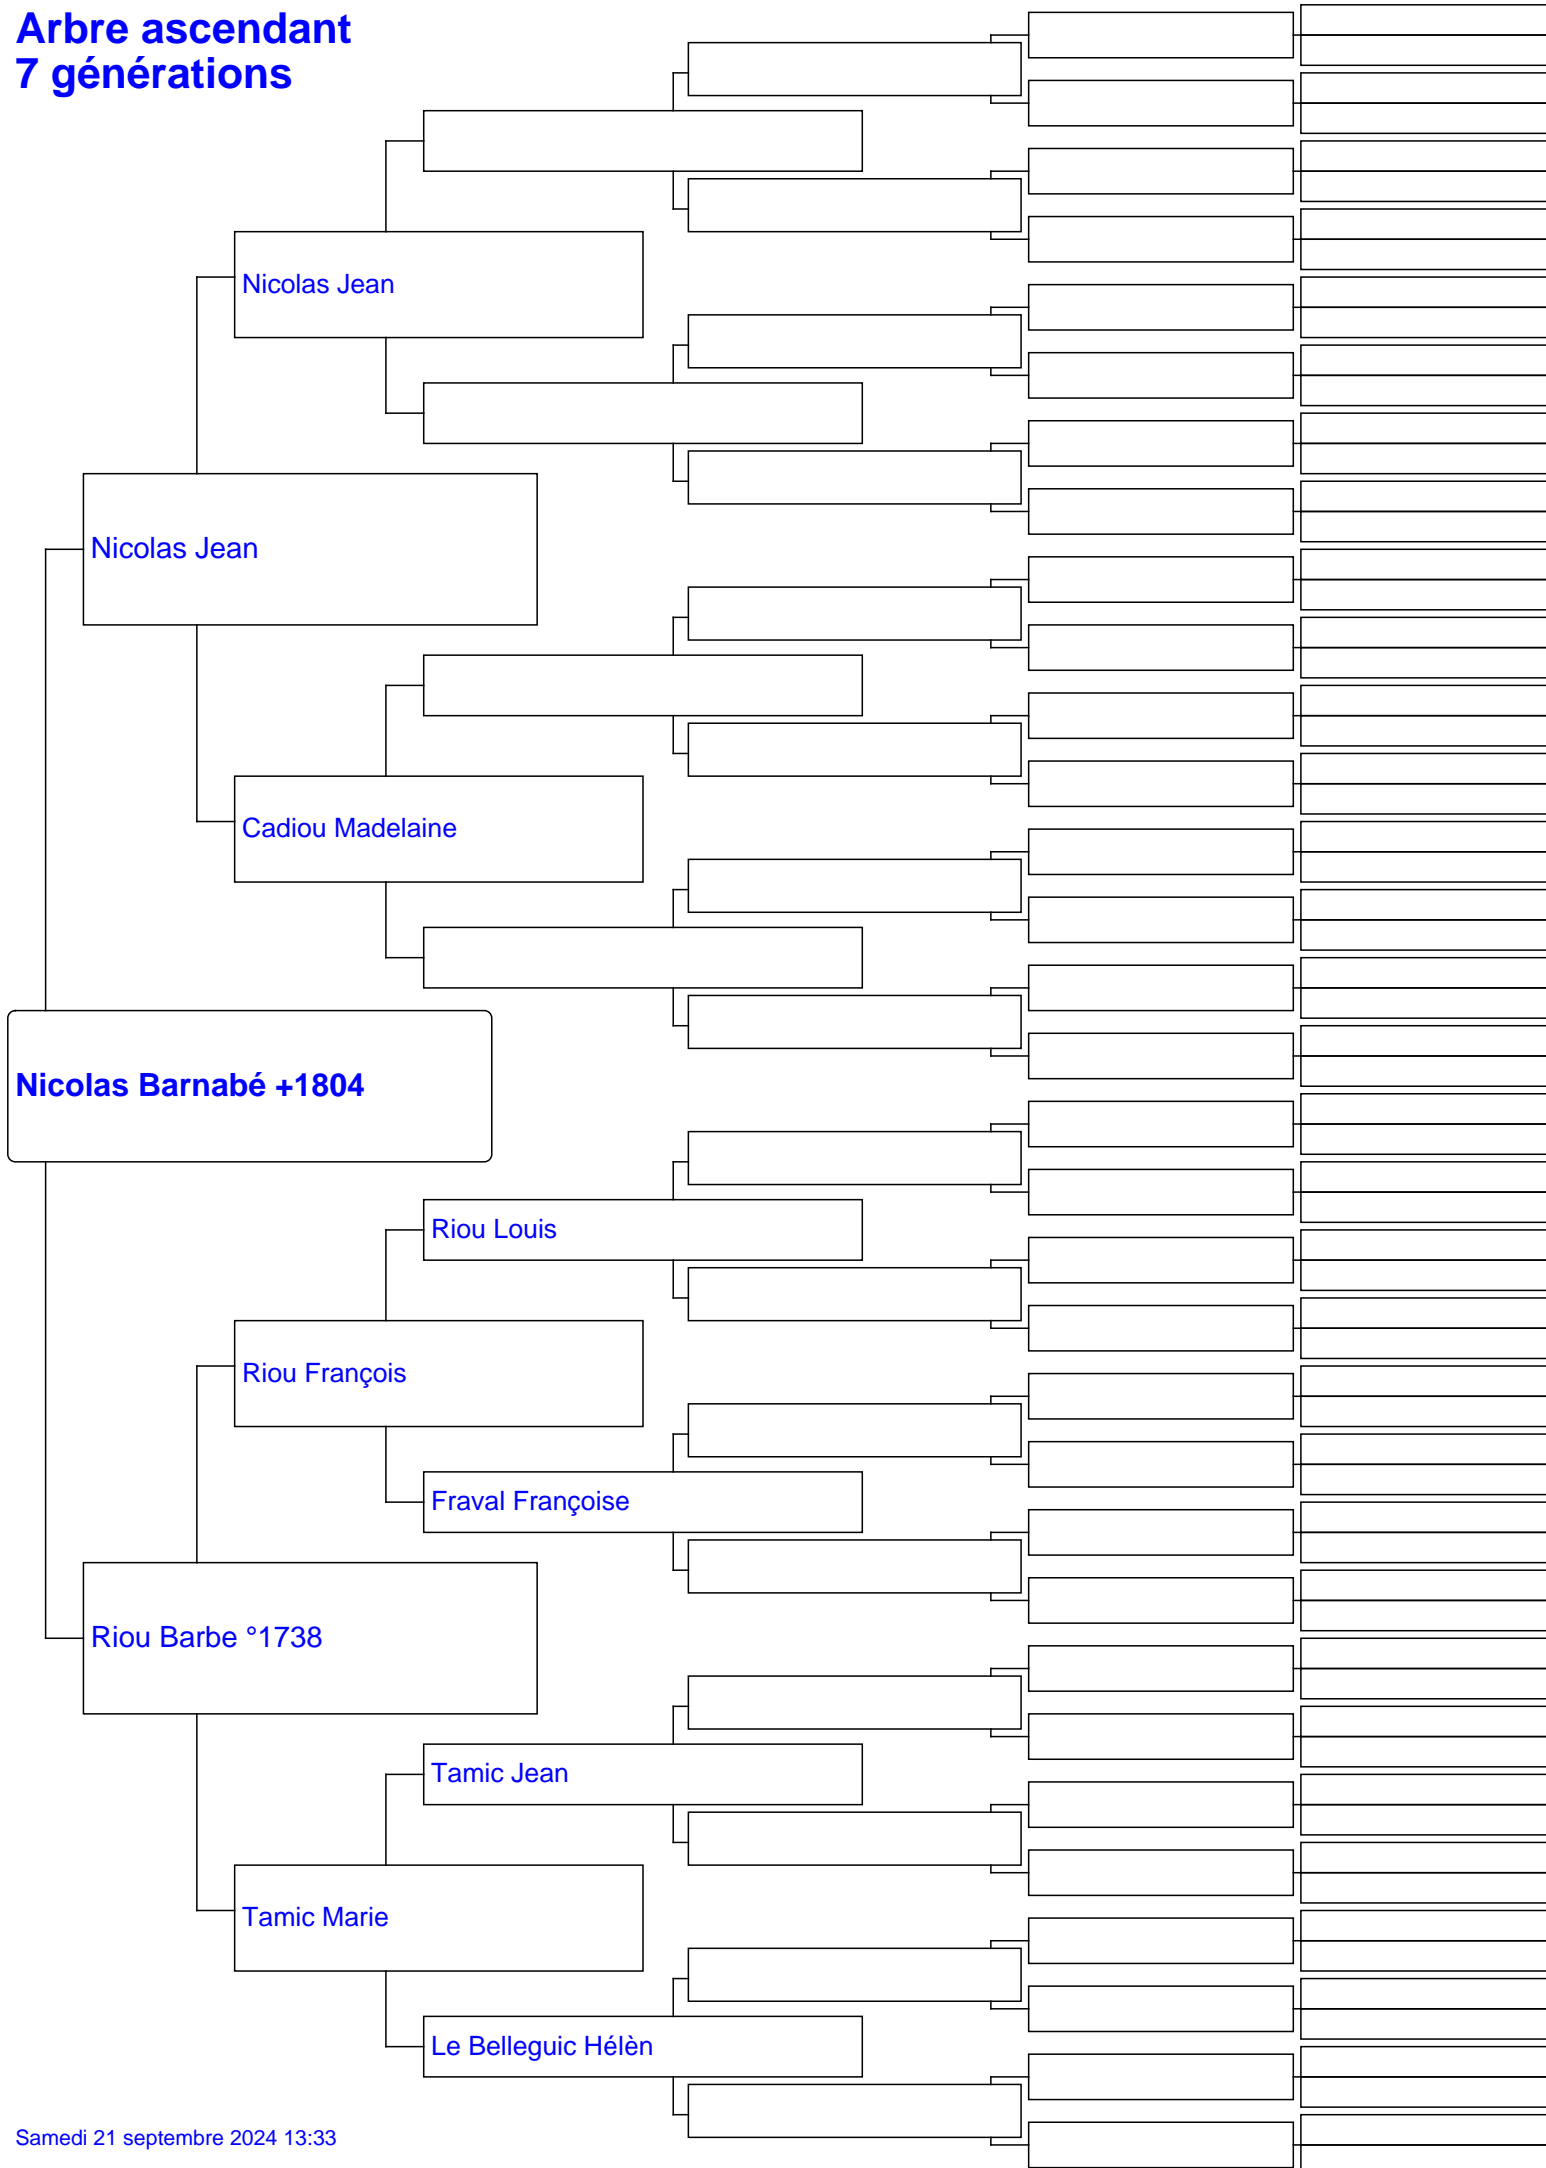 Arbre ascendant
7 générations
Nicolas Jean
Nicolas Jean
Cadiou Madelaine
Nicolas Barnabé +1804
Riou Louis
Riou François
Fraval Françoise
Riou Barbe °1738
Tamic Jean
Tamic Marie
Le Belleguic Hélèn
Samedi 21 septembre 2024 13:33